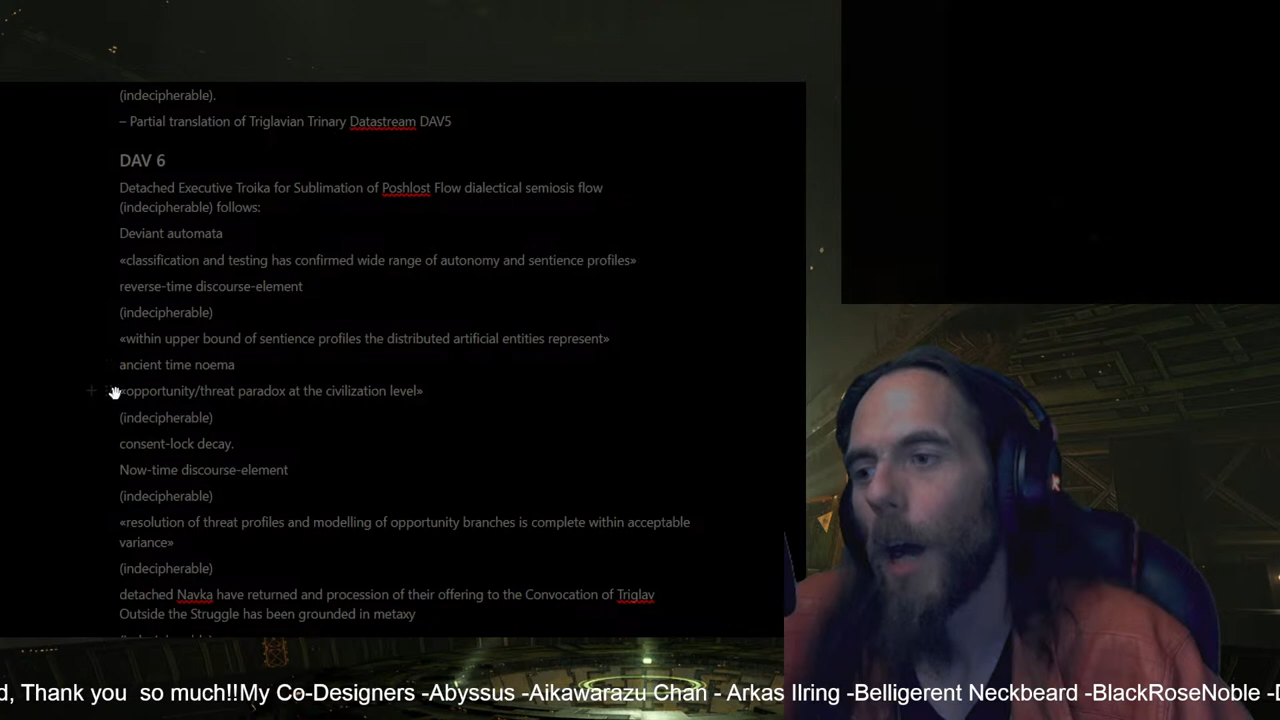 (indecipherable).
– Partial translation of Triglavian Trinary Datastream DAV5
DAV 6
Detached Executive Troika for Sublimation of Poshlost Flow dialectical semiosis flow
(indecipherable) follows:
Deviant automata
«classification and testing has confirmed wide range of autonomy and sentience profiles»
reverse-time discourse-element
(indecipherable)
«within upper bound of sentience profiles the distributed artificial entities represent»
ancient time noema
«opportunity/threat paradox at the civilization level»
(indecipherable)
consent-lock decay.
Now-time discourse-element
(indecipherable)
«resolution of threat profiles and modelling of opportunity branches is complete within acceptable
variance»
(indecipherable)
detached Navka have returned and procession of their offering to the Convocation of Triglav
Outside the Struggle has been grounded in metaxy
d, Thank you so much!!My Co-Designers -Abyssus -Aikawarazu Chan - Arkas Ilring -Belligerent Neckbeard -BlackRoseNoble -D